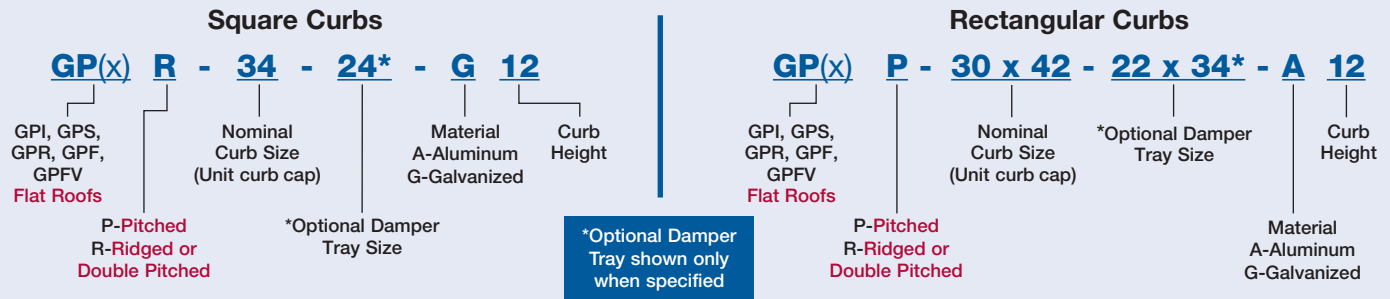 Square Curbs
GP(x) R - 34 - 24* - G 12
GPI, GPS,
GPR, GPF,
GPFV
Flat Roofs
P-Pitched
R-Ridged or
Double Pitched
Nominal
Curb Size
(Unit curb cap)
*Optional Damper
Tray Size
Material
A-Aluminum
G-Galvanized
Curb
Height
*Optional Damper
Tray shown only
when specified
Rectangular Curbs
GP(x) P - 30 x 42 - 22 x 34* - A 12
GPI, GPS,
GPR, GPF,
GPFV
Flat Roofs
P-Pitched
R-Ridged or
Double Pitched
Nominal
Curb Size
(Unit curb cap)
*Optional Damper
Tray Size
Material
A-Aluminum
G-Galvanized
Curb
Height